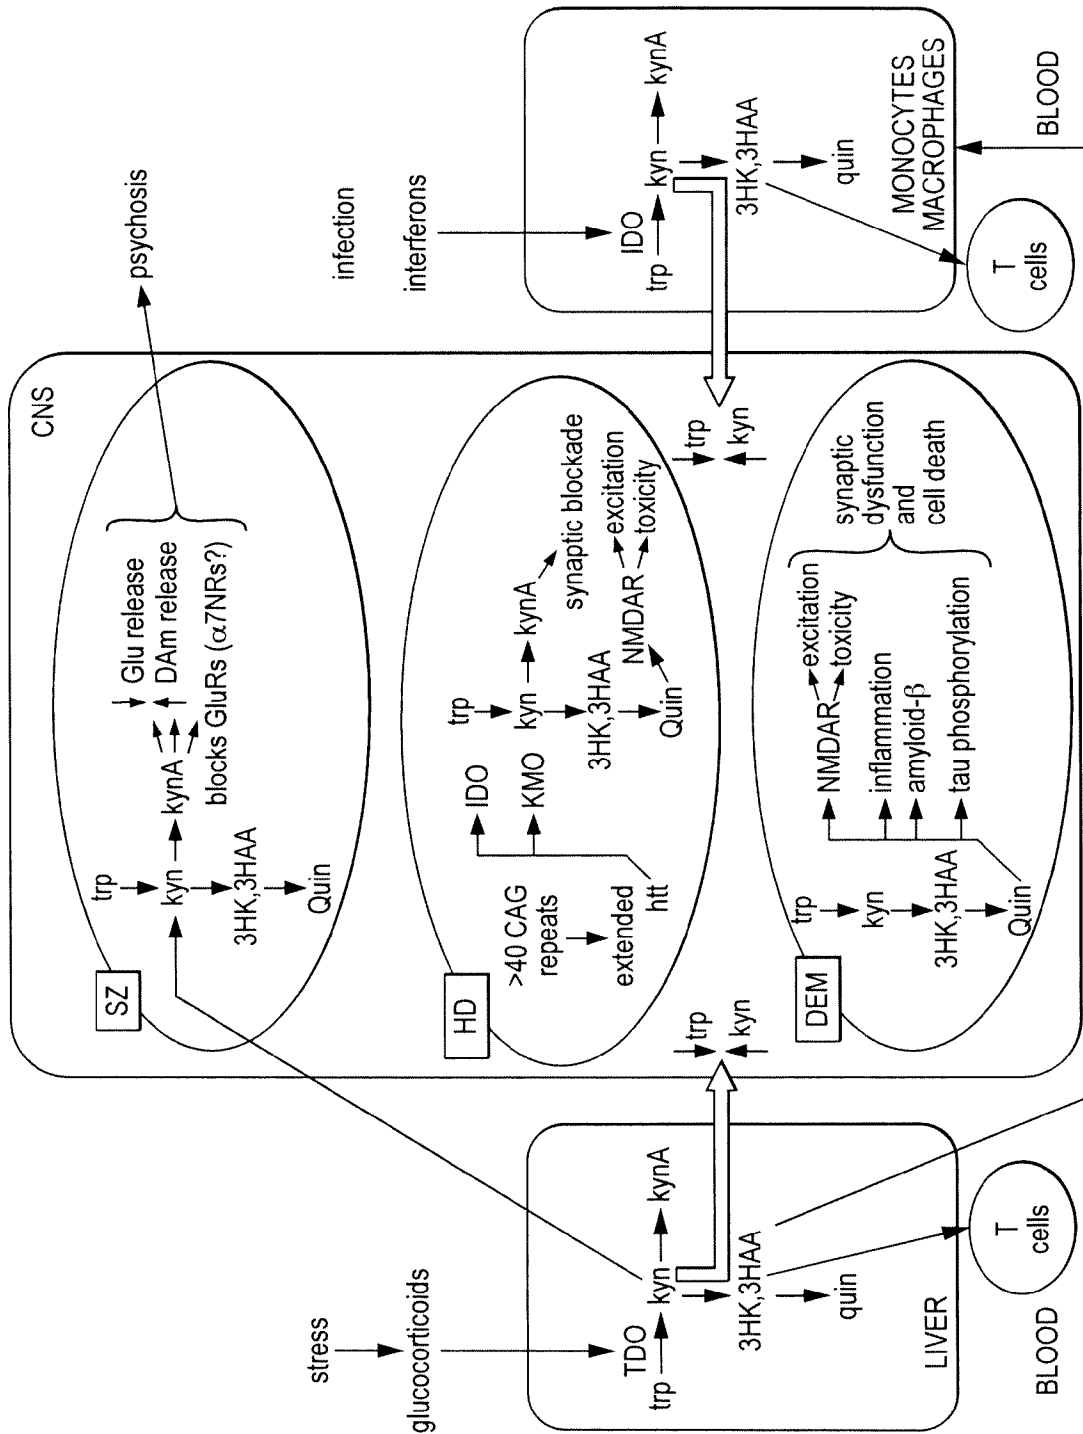 stress
glucocorticoids
TDO
trp
kyn
kynA
3HK,3HAA
quin
LIVER
T
cells
BLOOD
CNS
SZ
trp
kyn
kynA
3HK,3HAA
Quin
Glu release
DAm release
blocks GluRs (α7NRs?)
psychosis
HD
>40 CAG
repeats
extended
htt
IDO
KMO
trp
kyn
kynA
synaptic blockade
3HK,3HAA
Quin
NMDAR
excitation
toxicity
trp
kyn
trp
kyn
DEM
trp
kyn
3HK,3HAA
Quin
NMDAR
excitation
toxicity
inflammation
amyloid-β
tau phosphorylation
synaptic
dysfunction
and
cell death
infection
interferons
IDO
trp
kyn
kynA
3HK,3HAA
quin
MONOCYTES
MACROPHAGES
T
cells
BLOOD